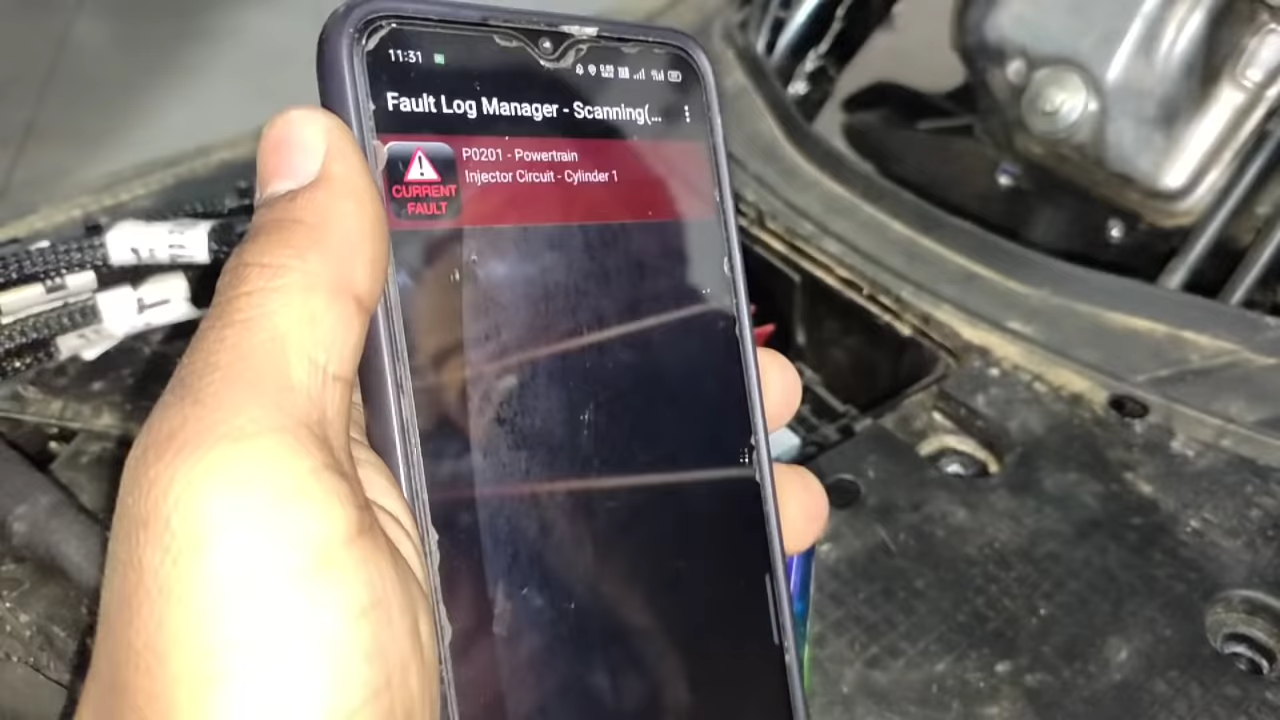 11:31
Fault Log Manager - Scanning(...
P0201 - Powertrain
Injector Circuit - Cylinder 1
CURRENT
FAULT